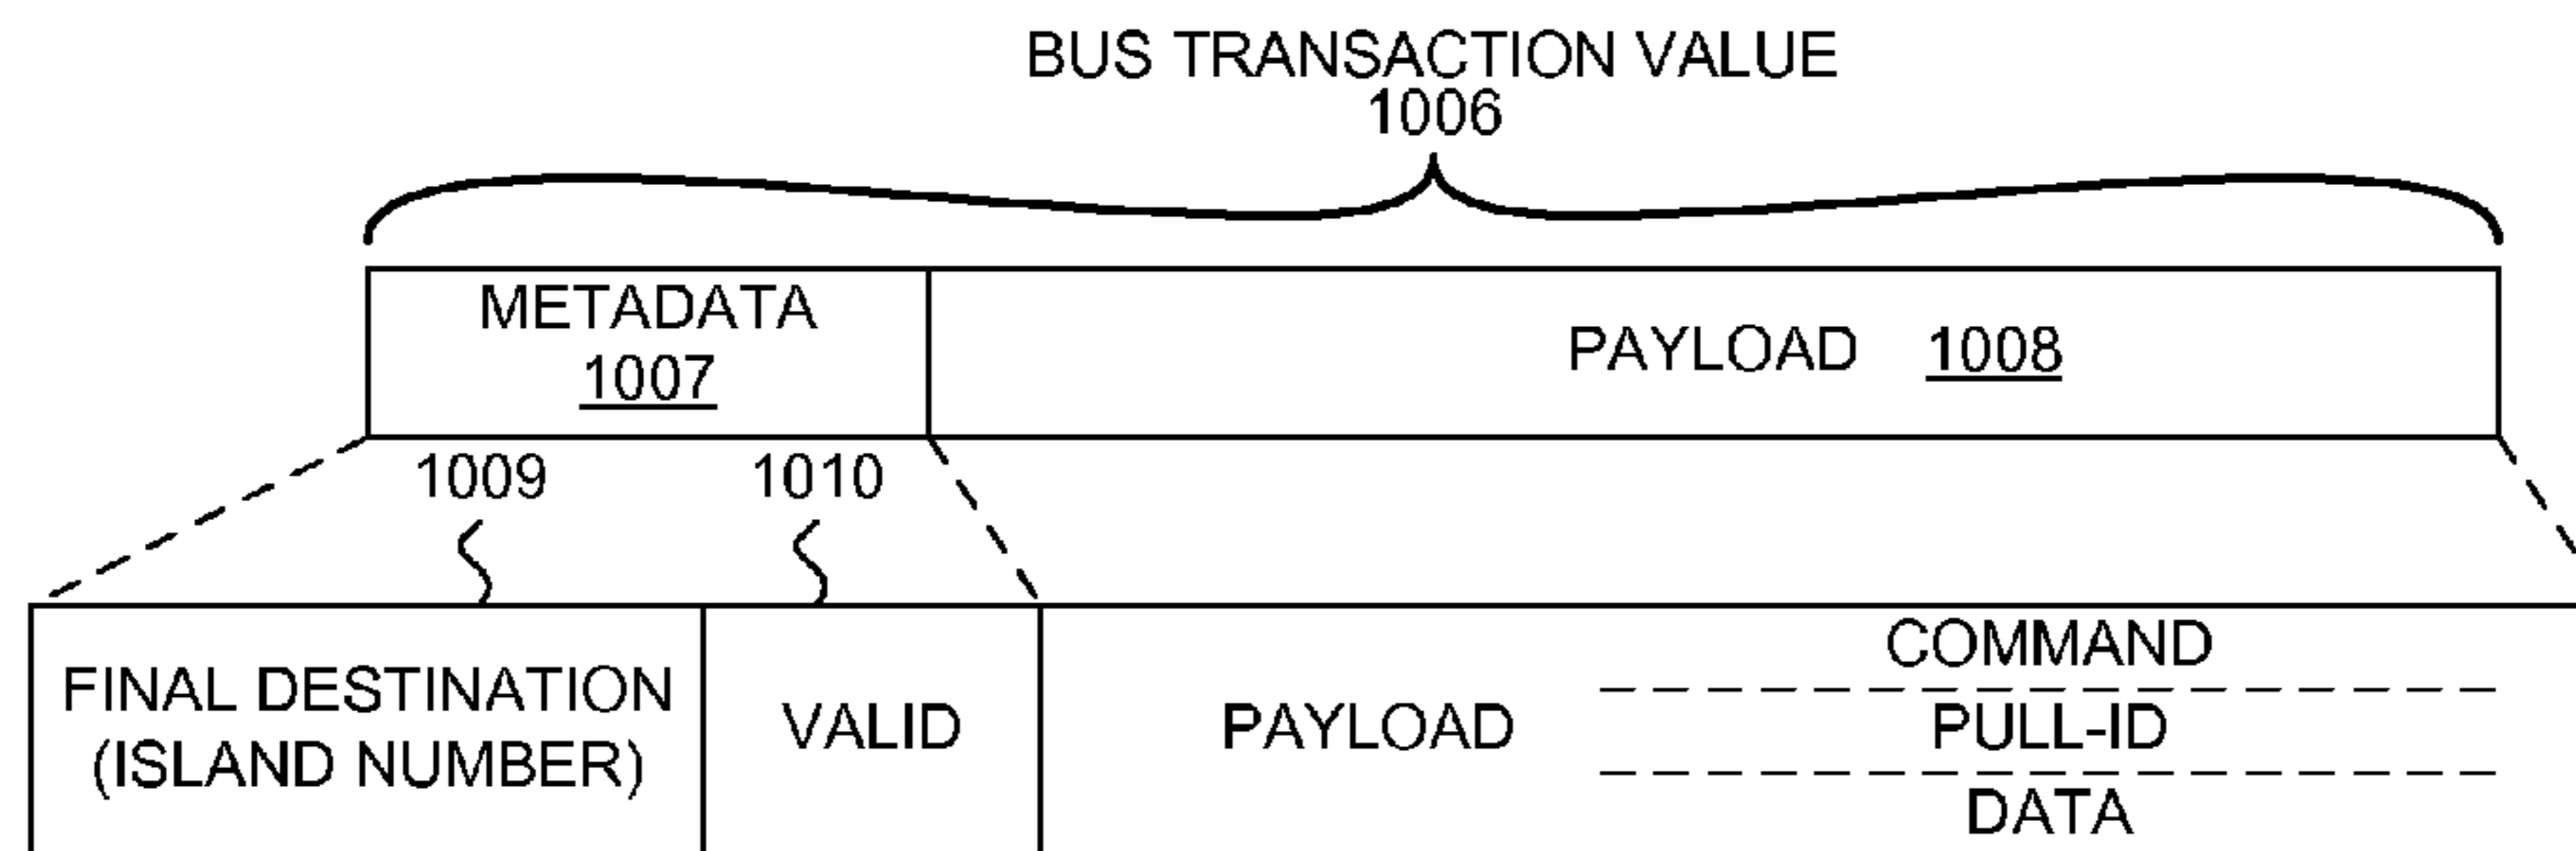 BUS TRANSACTION VALUE
1006
METADATA
1007
PAYLOAD 1008
1009 1010
FINAL DESTINATION
(ISLAND NUMBER)
VALID
PAYLOAD
COMMAND
PULL-ID
DATA